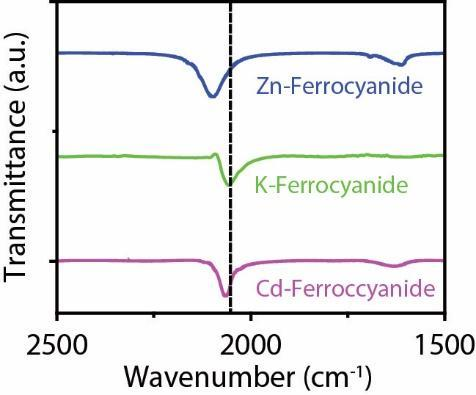 Transmittance (a.u.)
Zn-Ferrocyanide
K-Ferrocyanide
Cd-Ferroccyanide
2500 2000 1500
Wavenumber (cm-1)